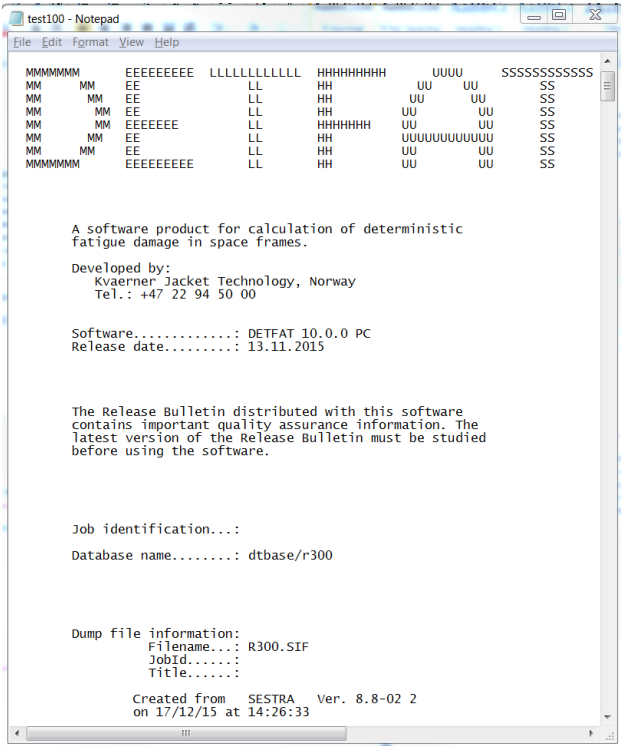 test100 - Notepad
File Edit Format View Help
MMMMMMM      EEEEEEEEE  LLLLLLLLLLLL  HHHHHHHHH      UUUU     SSSSSSSSSSSS
MM     MM    EE              LL       HH           UU    UU        SS
MM      MM   EE              LL       HH          UU      UU       SS
MM       MM  EE              LL       HH         UU        UU      SS
MM       MM  EEEEEEE         LL       HHHHHHH    UU        UU      SS
MM      MM   EE              LL       HH         UUUUUUUUUUUU      SS
MM     MM    EE              LL       HH         UU        UU      SS
MMMMMMM      EEEEEEEEE       LL       HH         UU        UU      SS
A software product for calculation of deterministic
fatigue damage in space frames.
Developed by:
Kvaerner Jacket Technology, Norway
Tel.: +47 22 94 50 00
Software.............: DETFAT 10.0.0 PC
Release date.........: 13.11.2015
The Release Bulletin distributed with this software
contains important quality assurance information. The
latest version of the Release Bulletin must be studied
before using the software.
Job identification...:
Database name........: dtbase/r300
Dump file information:
Filename...: R300.SIF
JobId......:
Title......:
Created from   SESTRA   Ver. 8.8-02 2
on 17/12/15 at 14:26:33